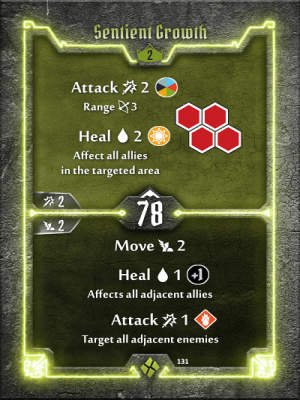 Sentient Growth
2
Attack 2
Range 3
Heal 2
Affect all allies
in the targeted area
2
78
2
Move 2
Heal 1 +1
Affects all adjacent allies
Attack 1
Target all adjacent enemies
131